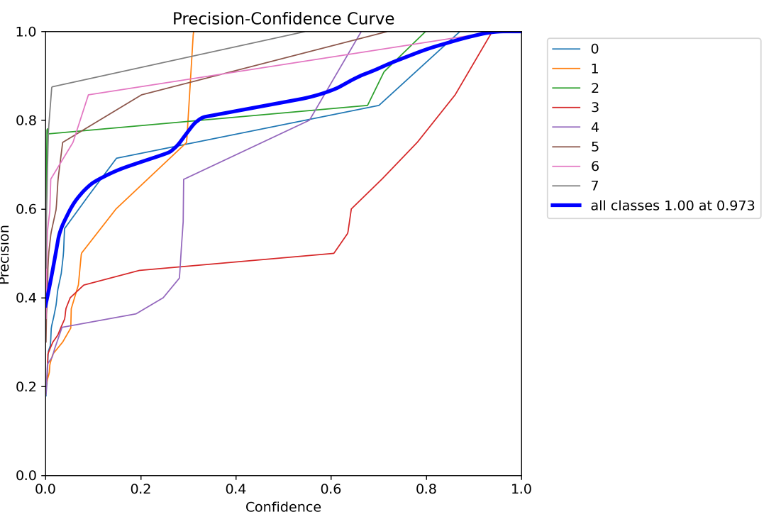 Precision-Confidence Curve
1.0
0.8
0.6
0.4
0.2
0.0
Precision
0.0 0.2 0.4 0.6 0.8 1.0
Confidence
0
1
2
3
4
5
6
7
all classes 1.00 at 0.973